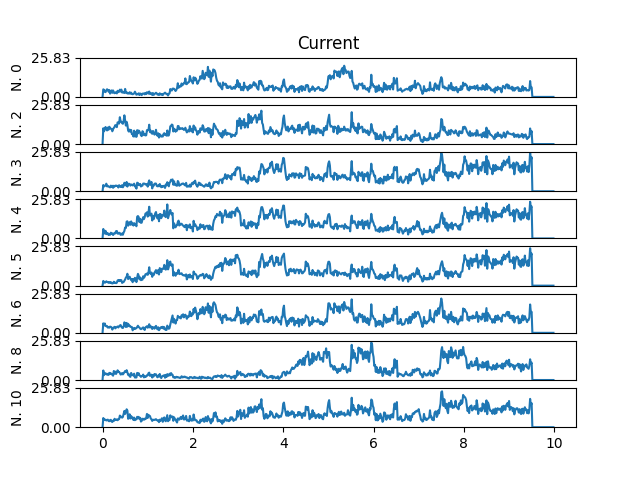 Current
25.83
N. 0
0.00
25.83
N. 2
0.00
25.83
N. 3
0.00
25.83
N. 4
0.00
25.83
N. 5
0.00
25.83
N. 6
0.00
25.83
N. 8
0.00
25.83
N. 10
0.00
0 2 4 6 8 10